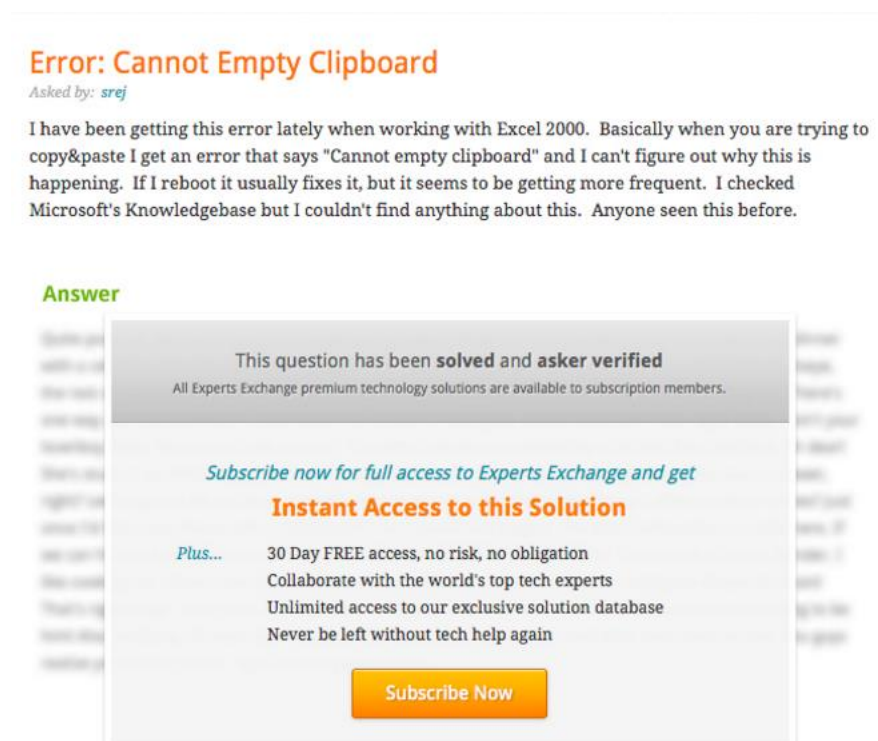 Error: Cannot Empty Clipboard
Asked by: srej
I have been getting this error lately when working with Excel 2000. Basically when you are trying to
copy&paste I get an error that says "Cannot empty clipboard" and I can't figure out why this is
happening. If I reboot it usually fixes it, but it seems to be getting more frequent. I checked
Microsoft's Knowledgebase but I couldn't find anything about this. Anyone seen this before.
Answer
This question has been solved and asker verified
All Experts Exchange premium technology solutions are available to subscription members.
Subscribe now for full access to Experts Exchange and get
Instant Access to this Solution
Plus... 30 Day FREE access, no risk, no obligation
Collaborate with the world's top tech experts
Unlimited access to our exclusive solution database
Never be left without tech help again
Subscribe Now